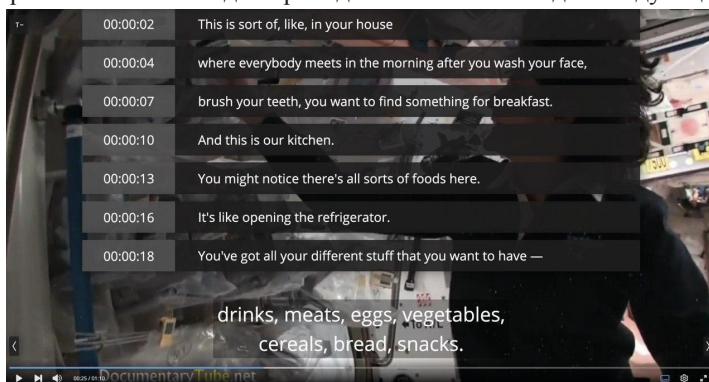 00:00:02 This is sort of, like, in your house
00:00:04 where everybody meets in the morning after you wash your face,
00:00:07 brush your teeth, you want to find something for breakfast.
00:00:10 And this is our kitchen.
00:00:13 You might notice there's all sorts of foods here.
00:00:16 It's like opening the refrigerator.
00:00:18 You've got all your different stuff that you want to have —
drinks, meats, eggs, vegetables,
cereals, bread, snacks.
00:25 / 01:10
DocumentaryTube.net